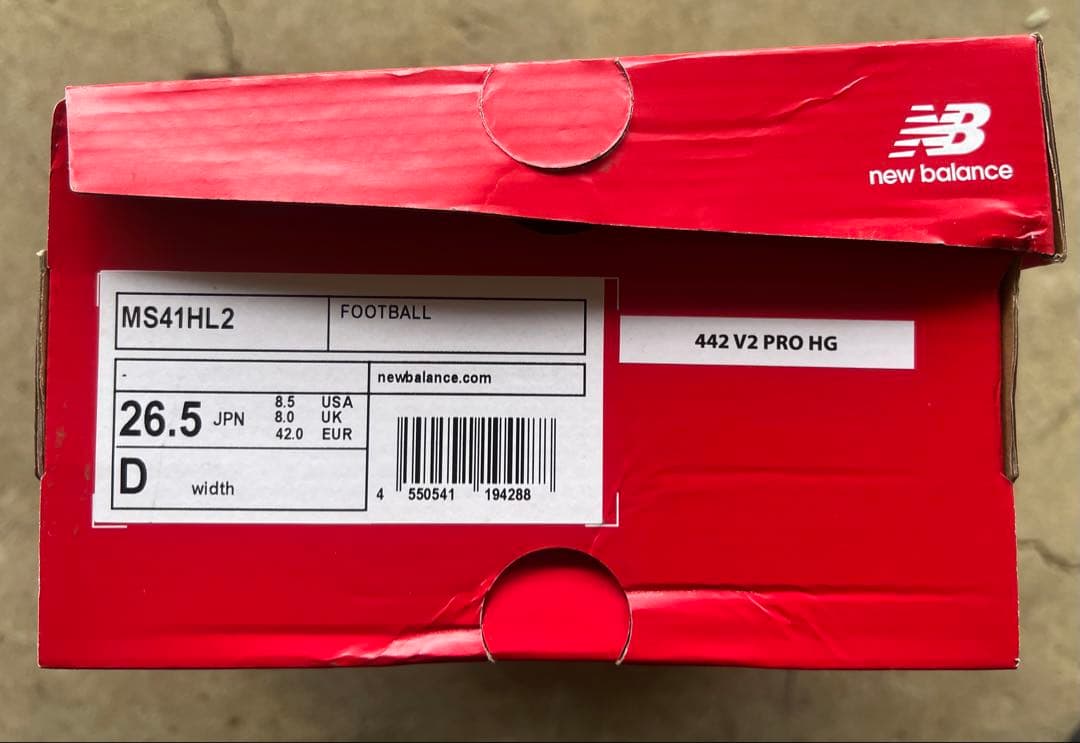 NB
new balance
MS41HL2
FOOTBALL
442 V2 PRO HG
-
newbalance.com
26.5 JPN
8.5 USA
8.0 UK
42.0 EUR
D width
4 550541 194288